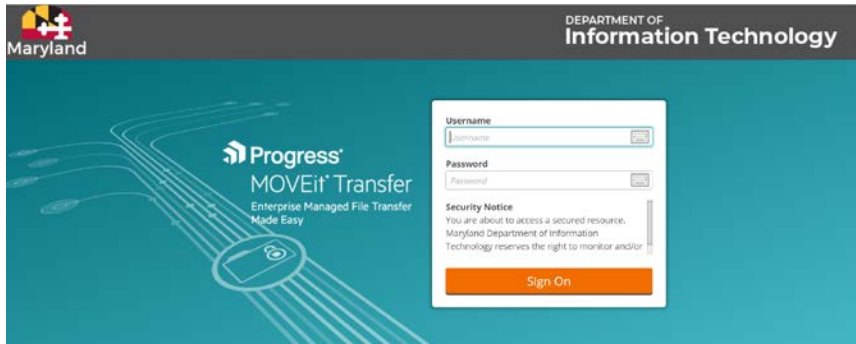 Maryland
DEPARTMENT OF
Information Technology
Progress®
MOVEit® Transfer
Enterprise Managed File Transfer
Made Easy
Username
Username
Password
Password
Security Notice
You are about to access a secured resource.
Maryland Department of Information
Technology reserves the right to monitor and/or
Sign On